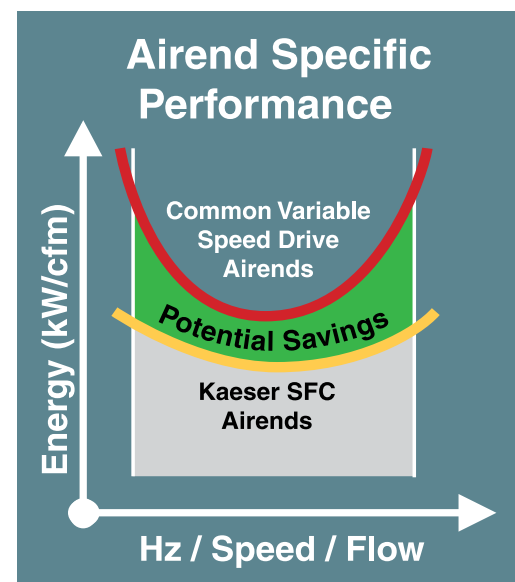 Airend Specific
Performance
Energy (kW/cfm)
Common Variable
Speed Drive
Airends
Potential Savings
Kaeser SFC
Airends
Hz / Speed / Flow